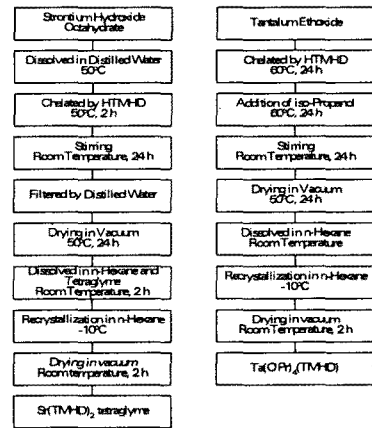 Strontium Hydroxide
Octahydrate
Dissolved in Distilled Water
50°C
Chelated by HTMHD
50°C, 2 h
Stirring
Room Temperature, 24 h
Filtered by Distilled Water
Drying in Vacuum
50°C, 24 h
Dissolved in n-Hexane and
Tetraglyme
Room Temperature, 2 h
Recrystallization in n-Hexane
-10°C
Drying in vacuum
Room temperature, 2 h
Sr(TMHD)₂ tetraglyme
Tantalum Ethoxide
Chelated by HTMHD
60°C, 24 h
Addition of iso-Propanol
60°C, 24 h
Stirring
Room Temperature, 24 h
Drying in Vacuum
50°C, 24 h
Dissolved in n-Hexane
Room Temperature
Recrystallization in n-Hexane
-10°C
Drying in vacuum
Room Temperature, 2 h
Ta(OPr)₄(TMHD)